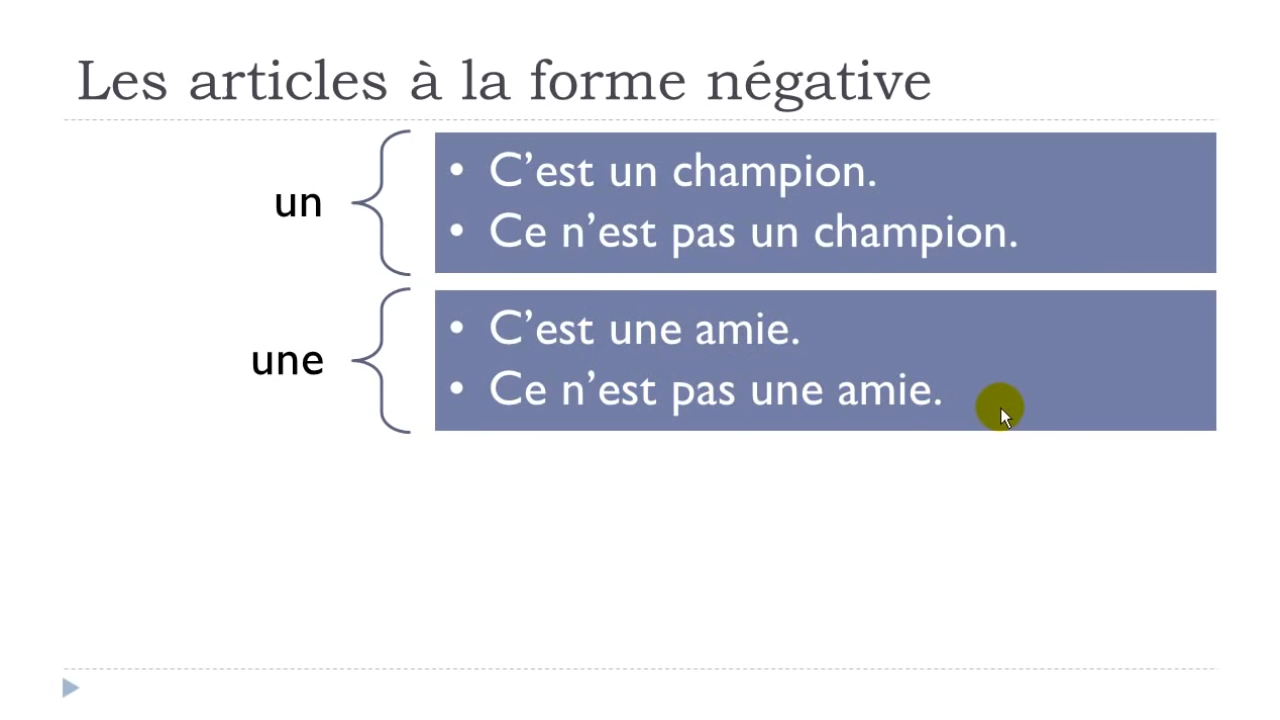 Les articles à la forme négative
un
• C’est un champion.
• Ce n’est pas un champion.
une
• C’est une amie.
• Ce n’est pas une amie.